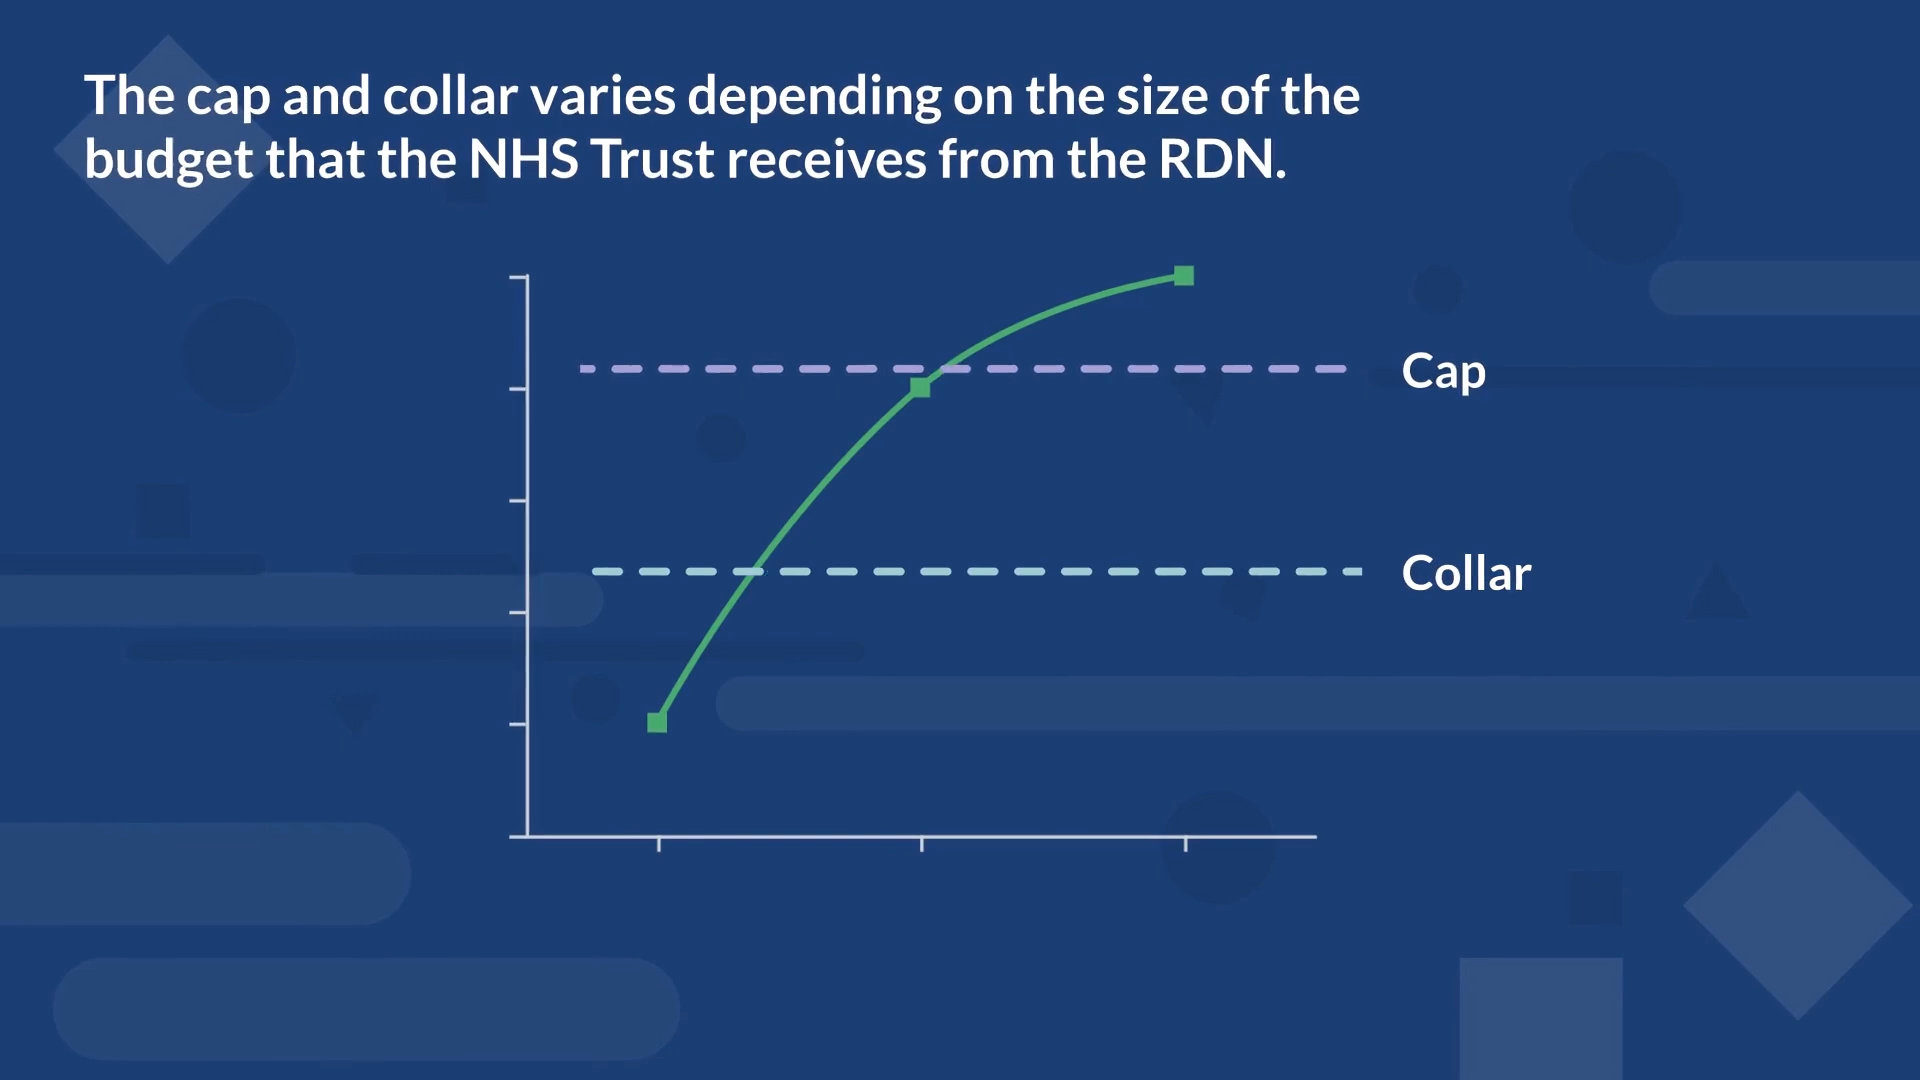 The cap and collar varies depending on the size of the
budget that the NHS Trust receives from the RDN.
Cap
Collar